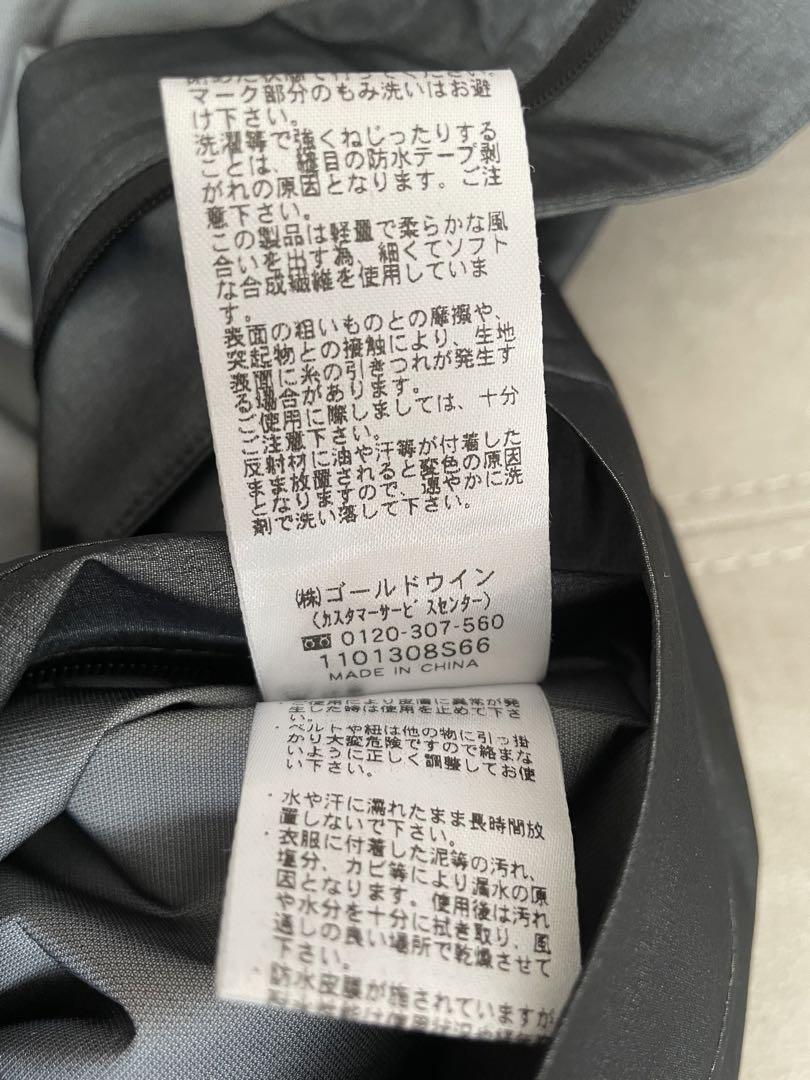 マーク部分のもみ洗いはお避
け下さい。
洗濯等で強くねじったりする
ことは、縫目の防水テープ剥
がれの原因となります。ご注
意下さい。
この製品は軽量で柔らかな風
合いを出す為、細くてソフト
な合成繊維を使用していま
す。
表面の粗いものとの摩擦や、
突起物との接触により、生地
表面に糸の引きつれが発生す
る場合があります。
ご使用に際しましては、十分
ご注意下さい。
反射材に油や汗等が付着した
まま放置されると変色の原因
となりますので、速やかに洗
剤で洗い落して下さい。
(株)ゴールドウイン
(カスタマーサービスセンター)
0120-307-560
1101308S66
MADE IN CHINA
生した時は使用を止めて下さ
い。
・ベルトや紐は他の物に引っ掛
かり大変危険ですので絡まな
いように正しく調整してお使
い下さい。
・水や汗に濡れたまま長時間放
置しないで下さい。
・衣服に付着した泥等の汚れ、
塩分、カビ等により漏水の原
因となります。使用後は汚れ
や水分を十分に拭き取り、風
通しの良い場所で乾燥させて
下さい。
・防水皮膜が施されていますが